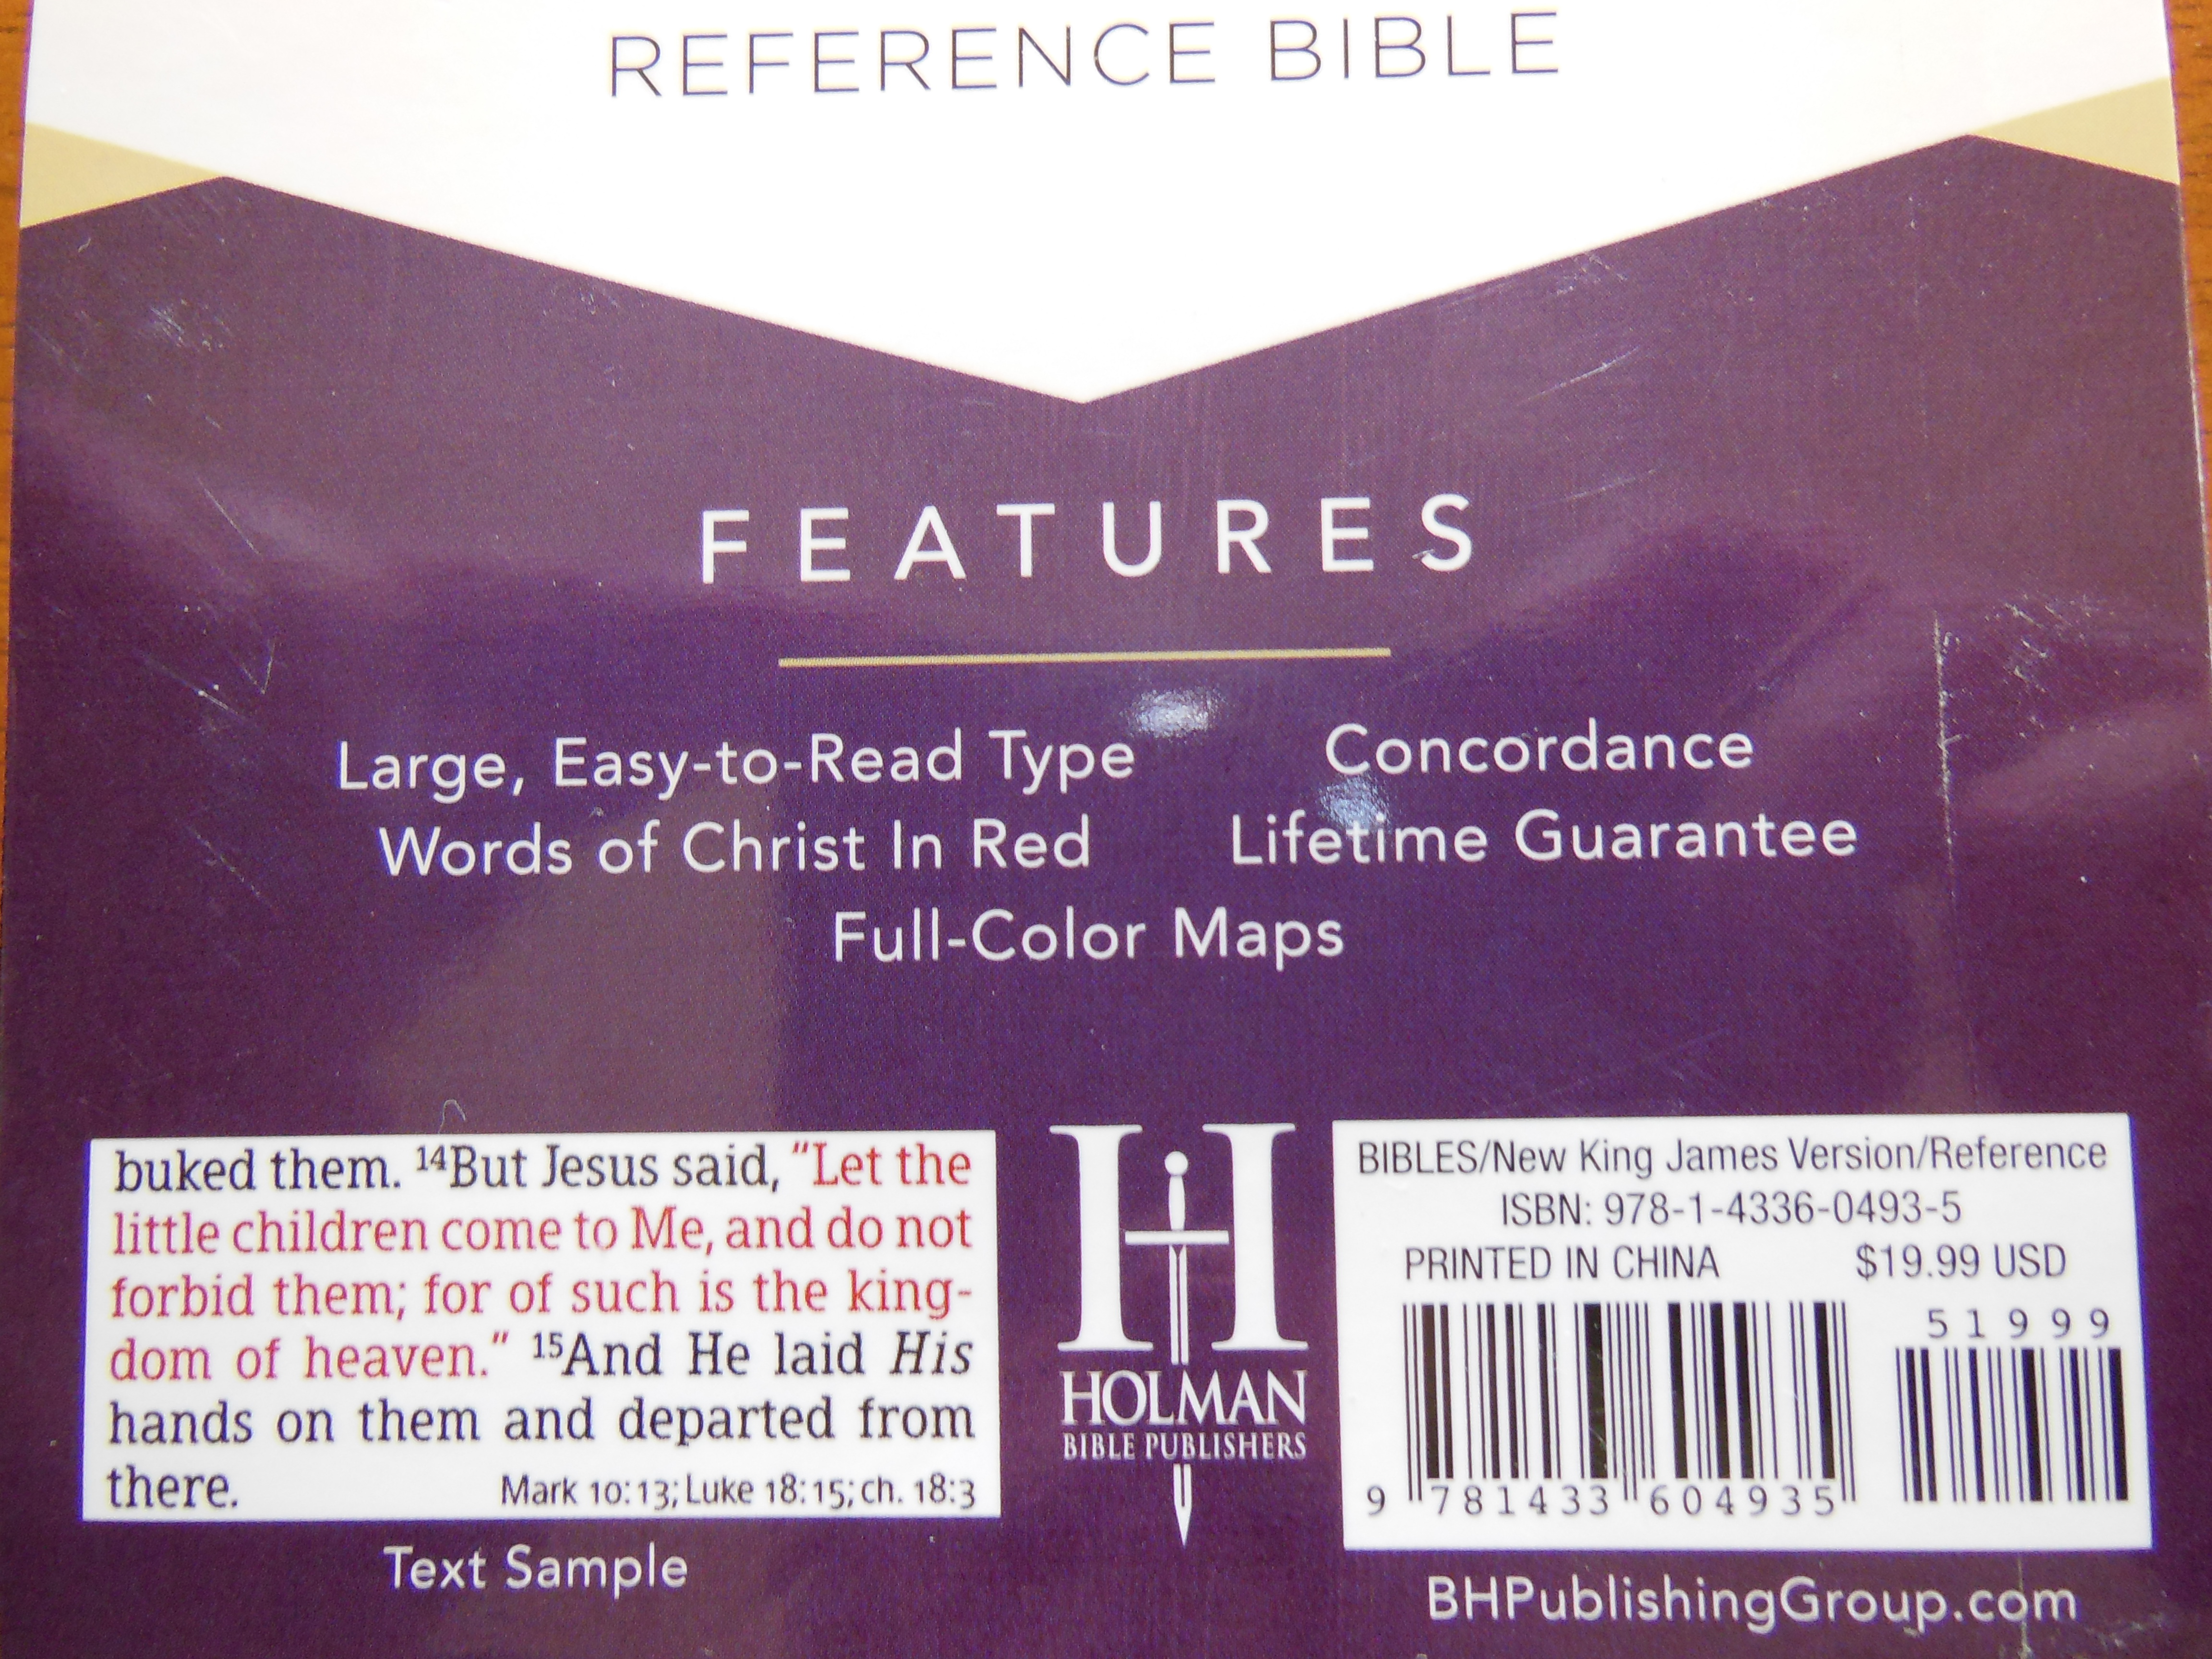 REFERENCE BIBLE
FEATURES
Large, Easy-to-Read Type
Concordance
Words of Christ In Red
Lifetime Guarantee
Full-Color Maps
buked them. ¹⁴But Jesus said, “Let the
little children come to Me, and do not
forbid them; for of such is the king-
dom of heaven.” ¹⁵And He laid His
hands on them and departed from
there. Mark 10:13; Luke 18:15; ch. 18:3
Text Sample
H
HOLMAN
BIBLE PUBLISHERS
BIBLES/New King James Version/Reference
ISBN: 978-1-4336-0493-5
PRINTED IN CHINA $19.99 USD
51999
9 781433 604935
BHPublishingGroup.com